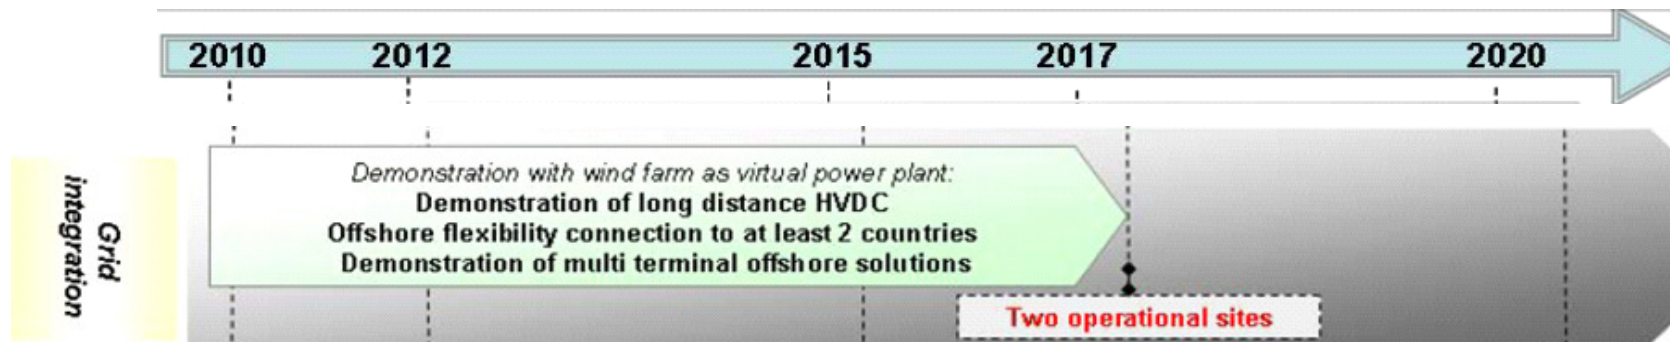 2010 2012 2015 2017 2020
Grid
integration
Demonstration with wind farm as virtual power plant:
Demonstration of long distance HVDC
Offshore flexibility connection to at least 2 countries
Demonstration of multi terminal offshore solutions
Two operational sites